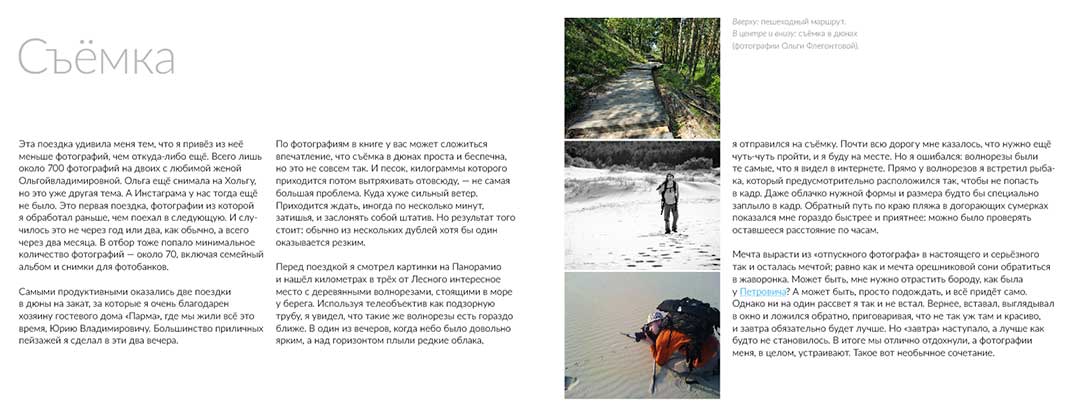 Съёмка
Эта поездка удивила меня тем, что я привёз из неё
меньше фотографий, чем откуда-либо ещё. Всего лишь
около 700 фотографий на двоих с любимой женой
Ольгойвладимировной. Ольга ещё снимала на Хольгу,
но это уже другая тема. А Инстаграма у нас тогда ещё
не было. Это первая поездка, фотографии из которой
я обработал раньше, чем поехал в следующую. И слу-
чилось это не через год или два, как обычно, а всего
через два месяца. В отбор тоже попало минимальное
количество фотографий — около 70, включая семейный
альбом и снимки для фотобанков.
Самыми продуктивными оказались две поездки
в дюны на закат, за которые я очень благодарен
хозяину гостевого дома «Парма», где мы жили всё это
время, Юрию Владимировичу. Большинство приличных
пейзажей я сделал в эти два вечера.
По фотографиям в книге у вас может сложиться
впечатление, что съёмка в дюнах проста и беспечна,
но это не совсем так. И песок, килограммы которого
приходится потом вытряхивать отовсюду, — не самая
большая проблема. Куда хуже сильный ветер.
Приходится ждать, иногда по несколько минут,
затишья, и заслонять собой штатив. Но результат того
стоит: обычно из нескольких дублей хотя бы один
оказывается резким.
Перед поездкой я смотрел картинки на Панорамио
и нашёл километрах в трёх от Лесного интересное
место с деревянными волнорезами, стоящими в море
у берега. Используя телеобъектив как подзорную
трубу, я увидел, что такие же волнорезы есть гораздо
ближе. В один из вечеров, когда небо было довольно
ярким, а над горизонтом плыли редкие облака,
Вверху: пешеходный маршрут.
В центре и внизу: съёмка в дюнах
(фотографии Ольги Флегонтовой).
я отправился на съёмку. Почти всю дорогу мне казалось, что нужно ещё
чуть-чуть пройти, и я буду на месте. Но я ошибался: волнорезы были
те самые, что я видел в интернете. Прямо у волнорезов я встретил рыба-
ка, который предусмотрительно расположился так, чтобы не попасть
в кадр. Даже облачко нужной формы и размера будто бы специально
заплыло в кадр. Обратный путь по краю пляжа в догорающих сумерках
показался мне гораздо быстрее и приятнее: можно было проверять
оставшееся расстояние по часам.
Мечта вырасти из «отпускного фотографа» в настоящего и серьёзного
так и осталась мечтой; равно как и мечта орешниковой сони обратиться
в жаворонка. Может быть, мне нужно отрастить бороду, как была
у Петровича? А может быть, просто подождать, и всё придёт само.
Однако ни на один рассвет я так и не встал. Вернее, вставал, выглядывал
в окно и ложился обратно, приговаривая, что не так уж там и красиво,
и завтра обязательно будет лучше. Но «завтра» наступало, а лучше как
будто не становилось. В итоге мы отлично отдохнули, а фотографии
меня, в целом, устраивают. Такое вот необычное сочетание.